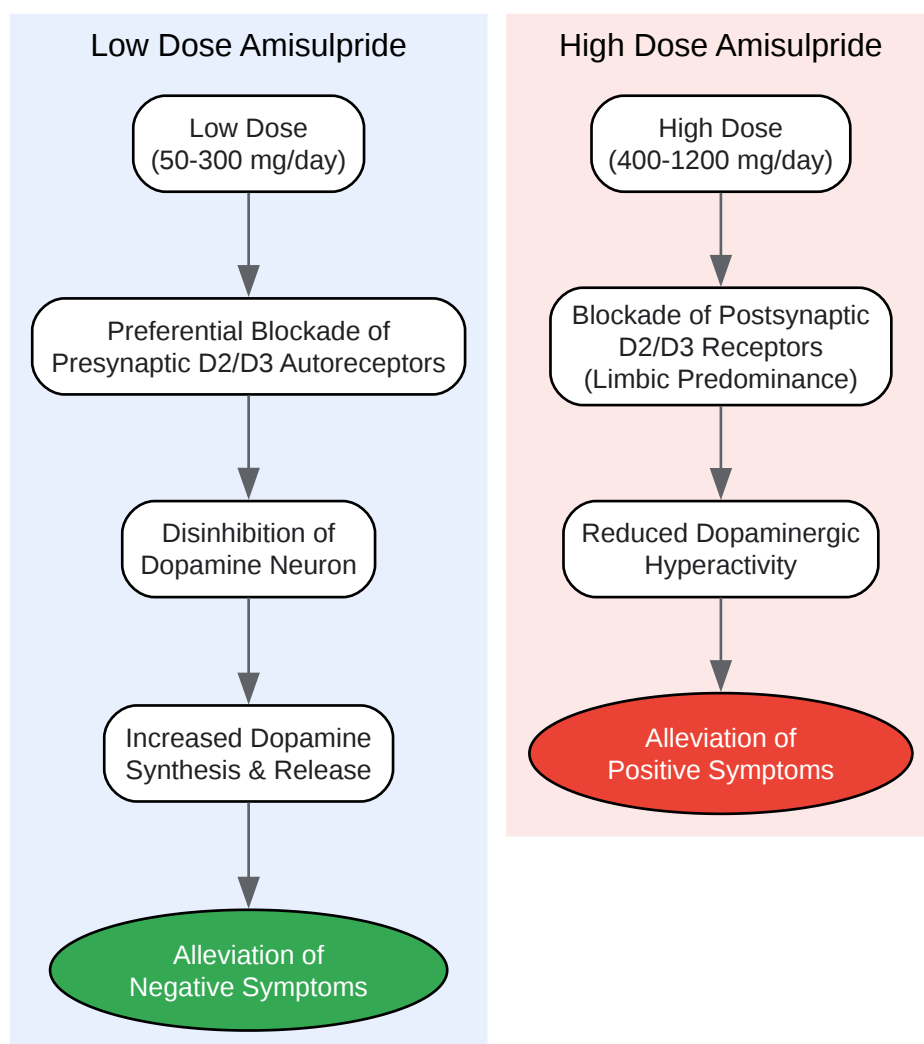 Low Dose Amisulpride
Low Dose
(50-300 mg/day)
Preferential Blockade of
Presynaptic D2/D3 Autoreceptors
Disinhibition of
Dopamine Neuron
Increased Dopamine
Synthesis & Release
Alleviation of
Negative Symptoms
High Dose Amisulpride
High Dose
(400-1200 mg/day)
Blockade of Postsynaptic
D2/D3 Receptors
(Limbic Predominance)
Reduced Dopaminergic
Hyperactivity
Alleviation of
Positive Symptoms